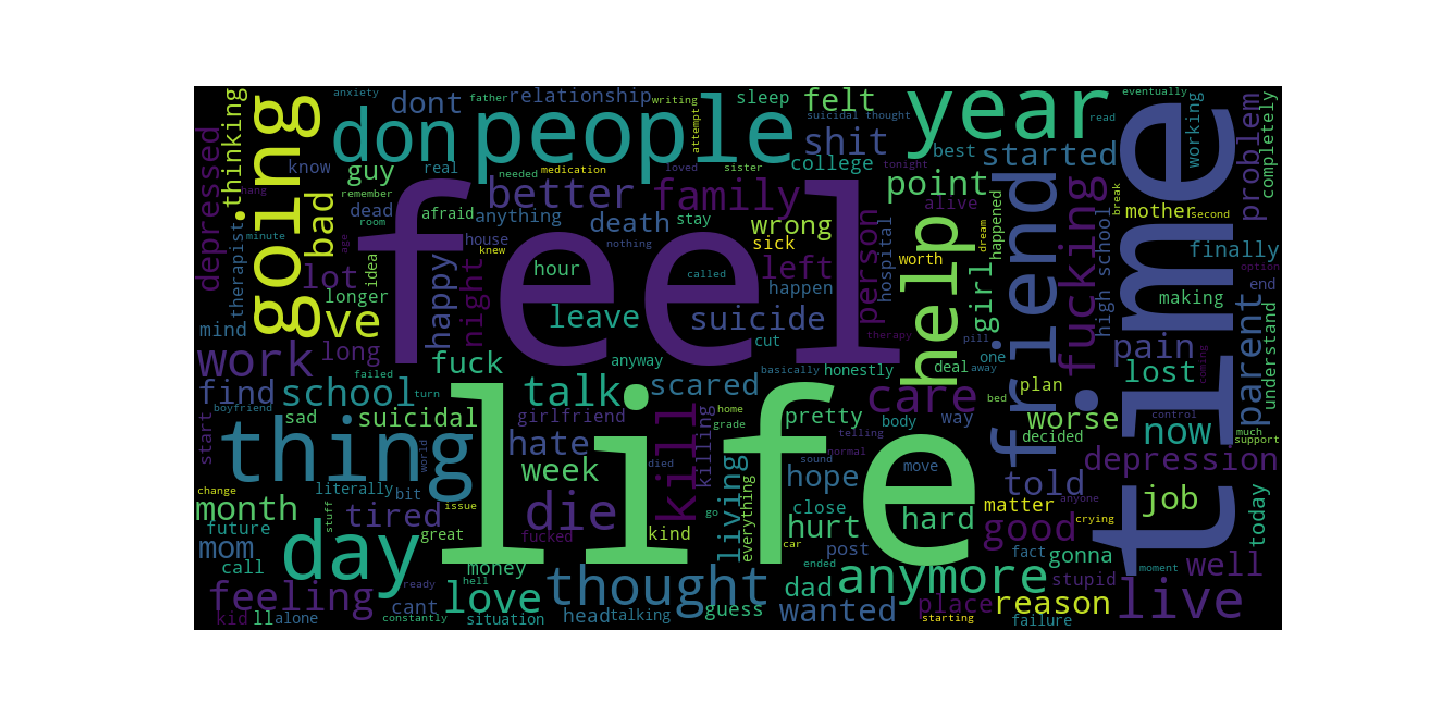 anxiety
father
relationship
writing
sleep
felt
year
eventually
dont
going
thinking
don
people
attempt
suicidal thought
read
shit
time
working
completely
problem
depressed
know
guy
real
needed
medication
loved
sister
college
tonight
best
started
hang
remember
better
family
point
friend
fucking
mother
second
break
bad
dead
afraid
anything
death
stay
wrong
alive
happened
dream
high school
finally
therapist
room
feel
house
knew
nothing
sick
person
hospital
help
girl
minute
age
idea
happy
night
hour
called
left
worth
option
lot
longer
happen
making
end
parent
understand
mind
ve
leave
suicide
therapy
pill
work
long
fuck
cut
anyway
honestly
deal
one
away
pain
coming
failed
basically
bed
lost
find
school
turn
talk
scared
care
plan
boyfriend
home
pretty
body
way
worse
control
much
start
sad
suicidal
girlfriend
grade
telling
decided
now
support
thing
life
hate
kill
killing
sound
normal
move
depression
world
week
died
hope
told
anyone
change
literally
bit
living
everything
matter
job
today
month
issue
die
close
hard
good
crying
future
stuff
tired
great
fucked
kind
go
hurt
mom
day
car
post
fact
gonna
well
call
money
ended
anymore
moment
feeling
ready
hell
thought
dad
stupid
cant
love
guess
wanted
place
reason
live
kid
ll
alone
constantly
situation
head
talking
starting
failure